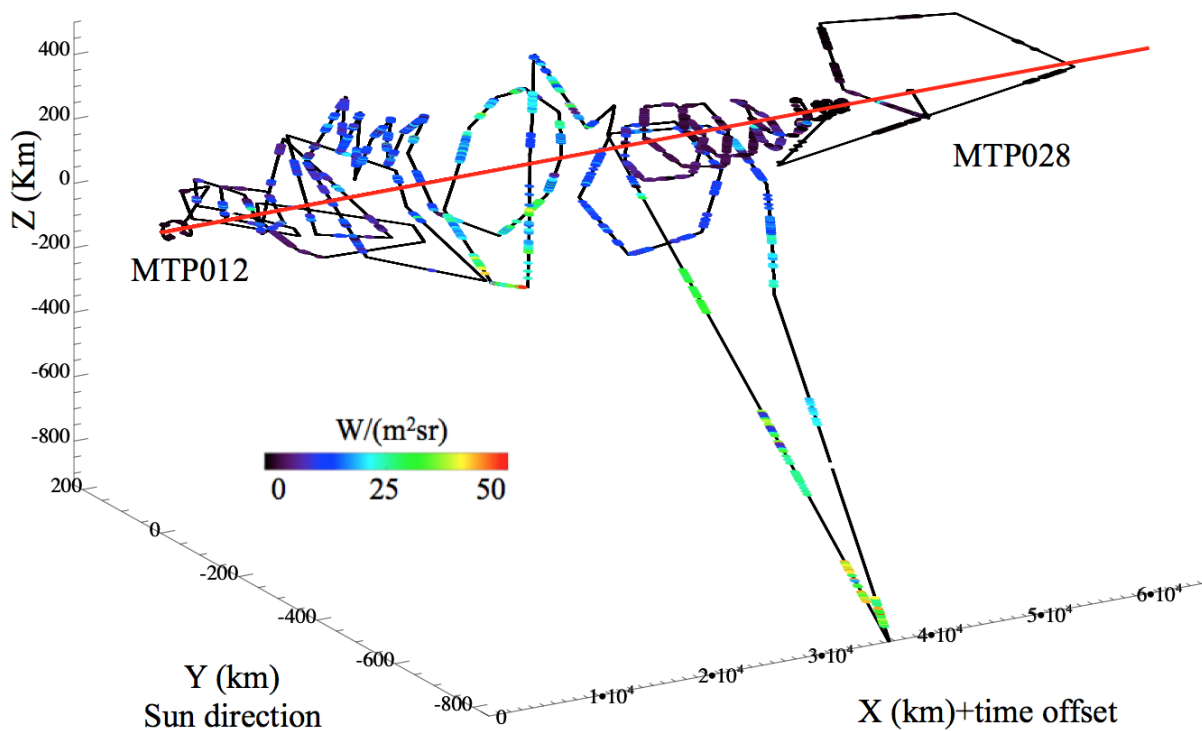 400
200
0
-200
-400
-600
-800
Z (Km)
MTP012
MTP028
W/(m²sr)
0 25 50
200
0
-200
-400
-600
-800
Y (km)
Sun direction
0
1•10⁴
2•10⁴
3•10⁴
4•10⁴
5•10⁴
6•10⁴
X (km)+time offset